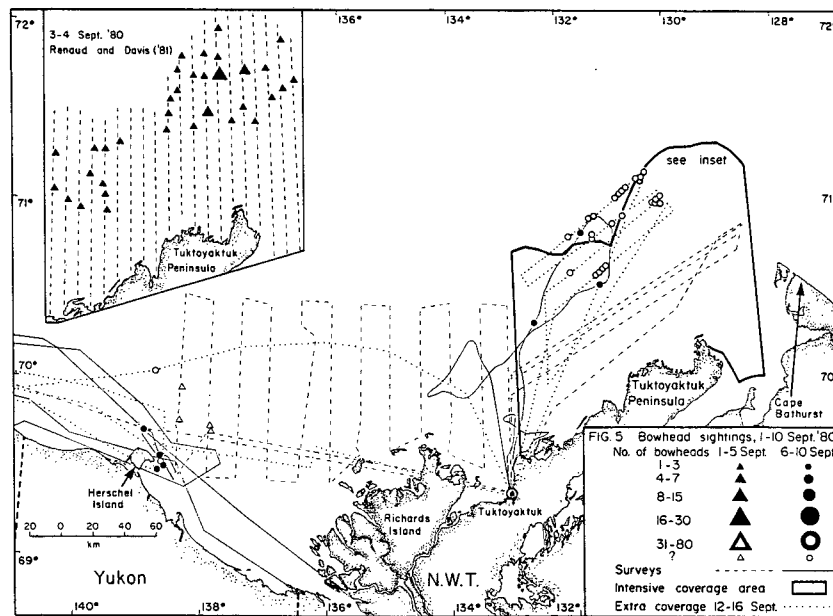 72°
136°
134°
132°
130°
128°
72°
3-4 Sept. '80
Renaud and Davis ('81)
see inset
71°
71°
Tuktoyaktuk
Peninsula
70°
70°
Tuktoyaktuk
Peninsula
Cape
Bathurst
Herschel
Island
20 0 20 40 60
km
Richards
Island
Tuktoyaktuk
69°
Yukon
N.W.T.
140°
138°
136°
134°
132°
FIG. 5 Bowhead sightings, 1-10 Sept. '80
No. of bowheads 1-5 Sept. 6-10 Sept.
1-3
4-7
8-15
16-30
31-80
?
Surveys
Intensive coverage area
Extra coverage 12-16 Sept.